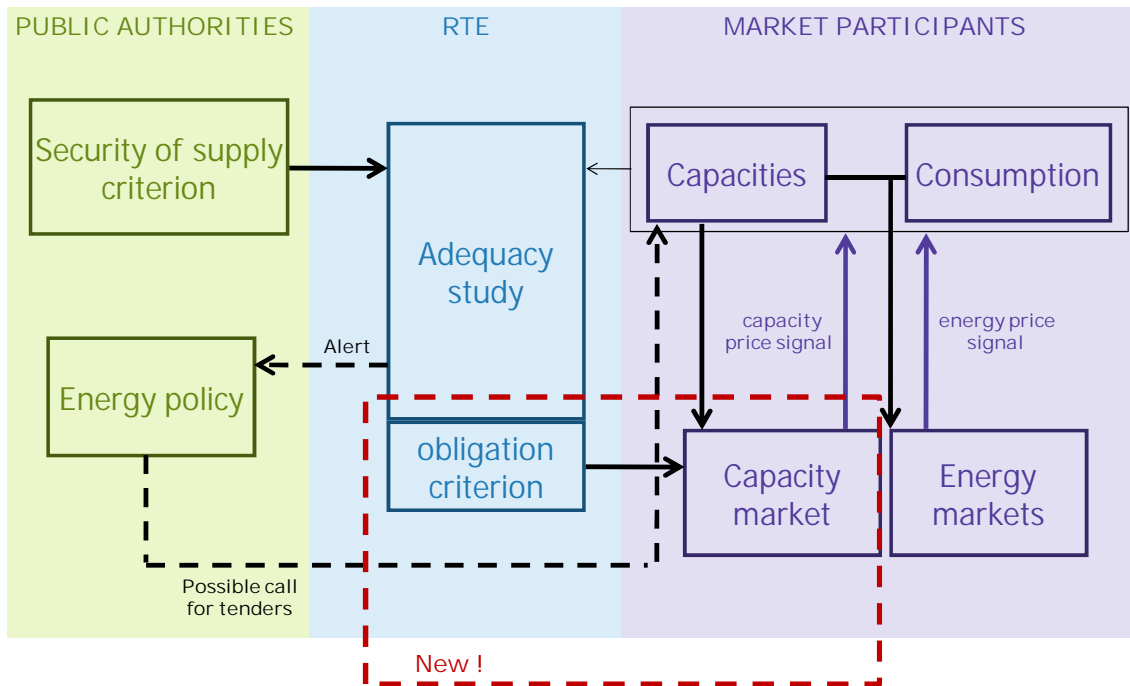 PUBLIC AUTHORITIES
RTE
MARKET PARTICIPANTS
Security of supply
criterion
Capacities
Consumption
Adequacy
study
capacity
price signal
energy price
signal
Alert
Energy policy
obligation
criterion
Capacity
market
Energy
markets
Possible call
for tenders
New !